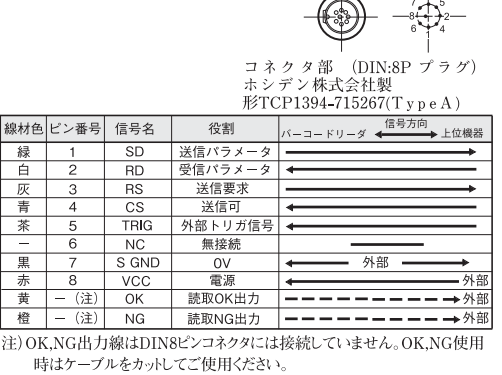 7 5
8 2
6 4
1
コネクタ部 (DIN:8P プラグ)
ホシデン株式会社製
形TCP1394-715267(TypeA)
線材色 ピン番号 信号名 役割 信号方向
バーコードリーダ 上位機器
緑 1 SD 送信パラメータ
白 2 RD 受信パラメータ
灰 3 RS 送信要求
青 4 CS 送信可
茶 5 TRIG 外部トリガ信号
ー 6 NC 無接続
黒 7 S GND 0V 外部
赤 8 VCC 電源 外部
黄 ー(注) OK 読取OK出力 外部
橙 ー(注) NG 読取NG出力 外部
注)OK,NG出力線はDIN8ピンコネクタには接続していません。OK,NG使用
時はケーブルをカットしてご使用ください。